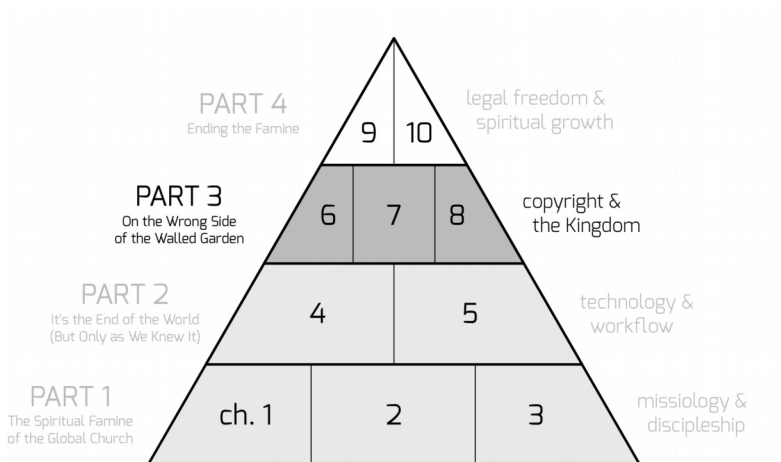 PART 4
Ending the Famine
9
10
legal freedom &
spiritual growth
PART 3
On the Wrong Side
of the Walled Garden
6
7
8
copyright &
the Kingdom
PART 2
It's the End of the World
(But Only as We Knew It)
4
5
technology &
workflow
PART 1
The Spiritual Famine
of the Global Church
ch. 1
2
3
missiology &
discipleship